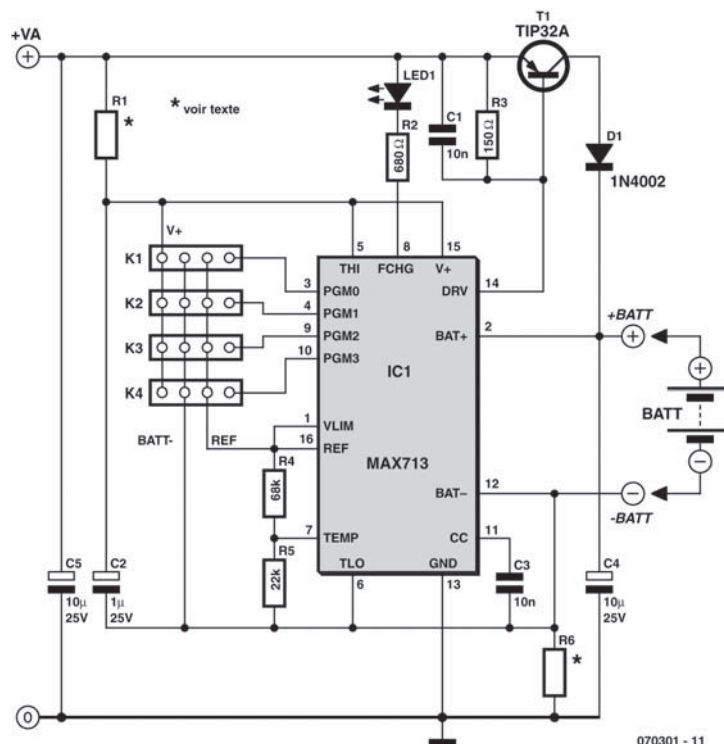 T1
TIP32A
+VA
LED1
R1
*
* voir texte
R2
680Ω
C1
10n
R3
150Ω
D1
1N4002
V+
5
8
15
K1
THI
FCHG
V+
3
PGM0
DRV
14
K2
4
PGM1
+BATT
K3
9
PGM2
BAT+
2
10
PGM3
IC1
K4
BATT
BATT-
REF
1
VLIM
16
REF
R4
68k
MAX713
BAT–
12
-BATT
7
TEMP
CC
11
R5
22k
TLO
GND
C5
10µ
25V
C2
1µ
25V
6
13
C3
10n
C4
10µ
25V
R6
*
0
070301 - 11